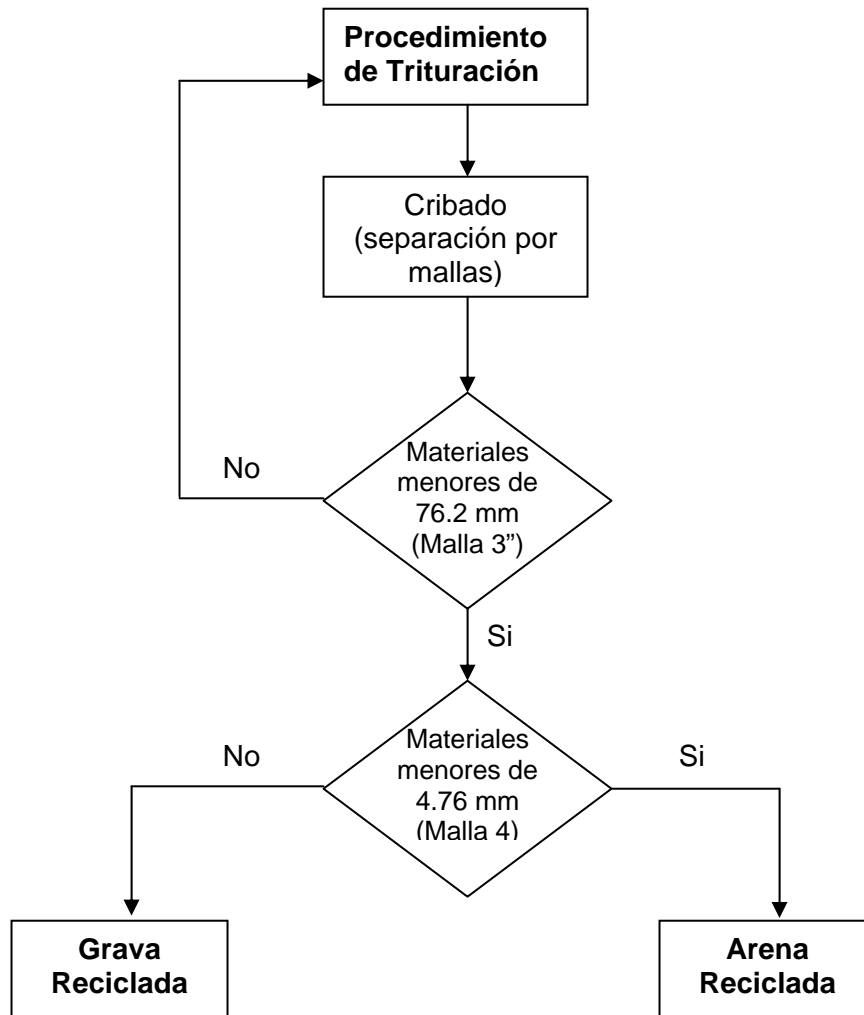 Procedimiento
de Trituración
Cribado
(separación por
mallas)
Materiales
menores de
76.2 mm
(Malla 3”)
No
Si
Materiales
menores de
4.76 mm
(Malla 4)
No
Si
Grava
Reciclada
Arena
Reciclada